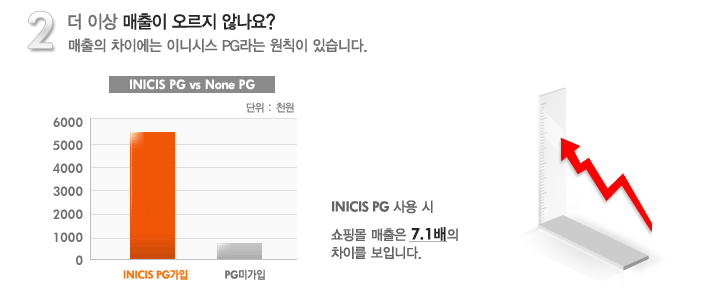 2 더 이상 매출이 오르지 않나요?
매출의 차이에는 이니시스 PG라는 원칙이 있습니다.
INICIS PG vs None PG
단위 : 천원
6000
5000
4000
3000
2000
1000
0
INICIS PG가입
PG미가입
INICIS PG 사용 시
쇼핑몰 매출은 7.1배의
차이를 보입니다.